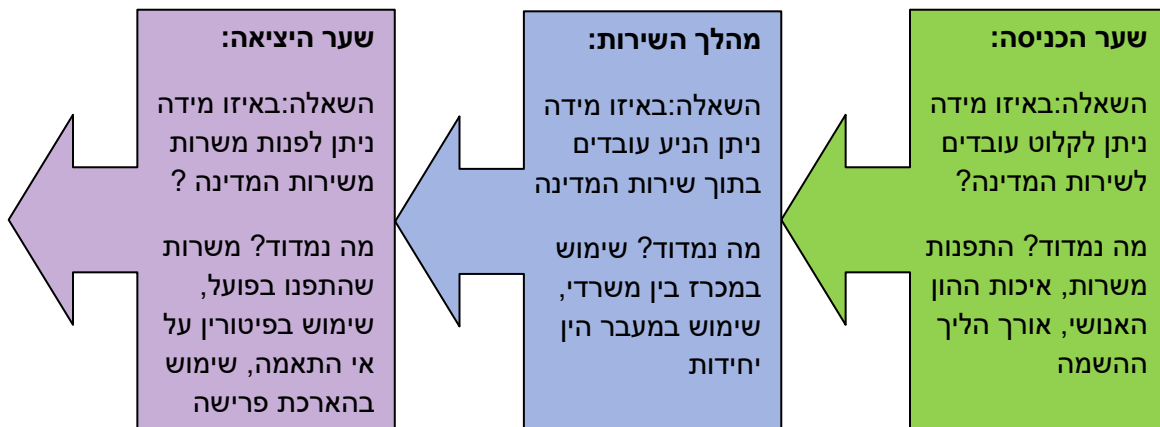 שער הכניסה:
השאלה:באיזו מידה
ניתן לקלוט עובדים
לשירות המדינה?
מה נמדוד? התפנות
משרות, איכות ההון
האנושי, אורך הליך
ההשמה
מהלך השירות:
השאלה:באיזו מידה
ניתן הניע עובדים
בתוך שירות המדינה
מה נמדוד? שימוש
במכרז בין משרדי,
שימוש במעבר הין
יחידות
שער היציאה:
השאלה:באיזו מידה
ניתן לפנות משרות
משירות המדינה ?
מה נמדוד? משרות
שהתפנו בפועל,
שימוש בפיטורין על
אי התאמה, שימוש
בהארכת פרישה